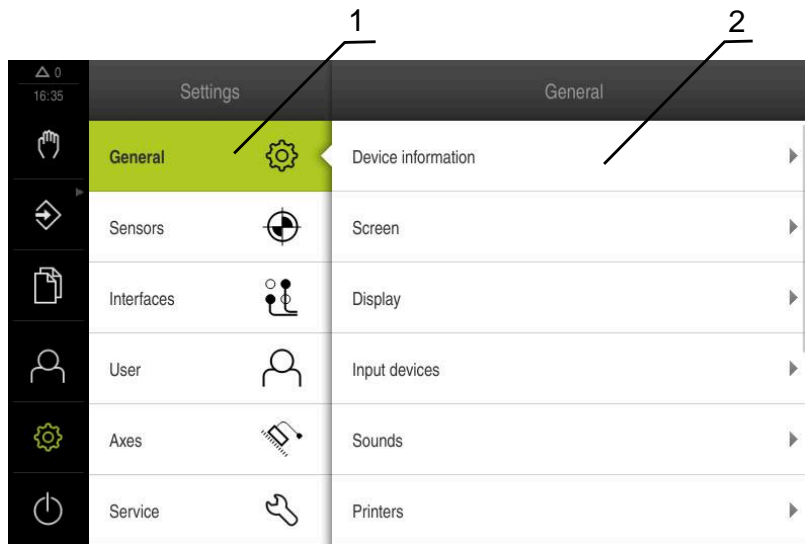 1
2
△ 0
16:35
Settings
General
General
Device information
Sensors
Screen
Interfaces
Display
User
Input devices
Axes
Sounds
Service
Printers